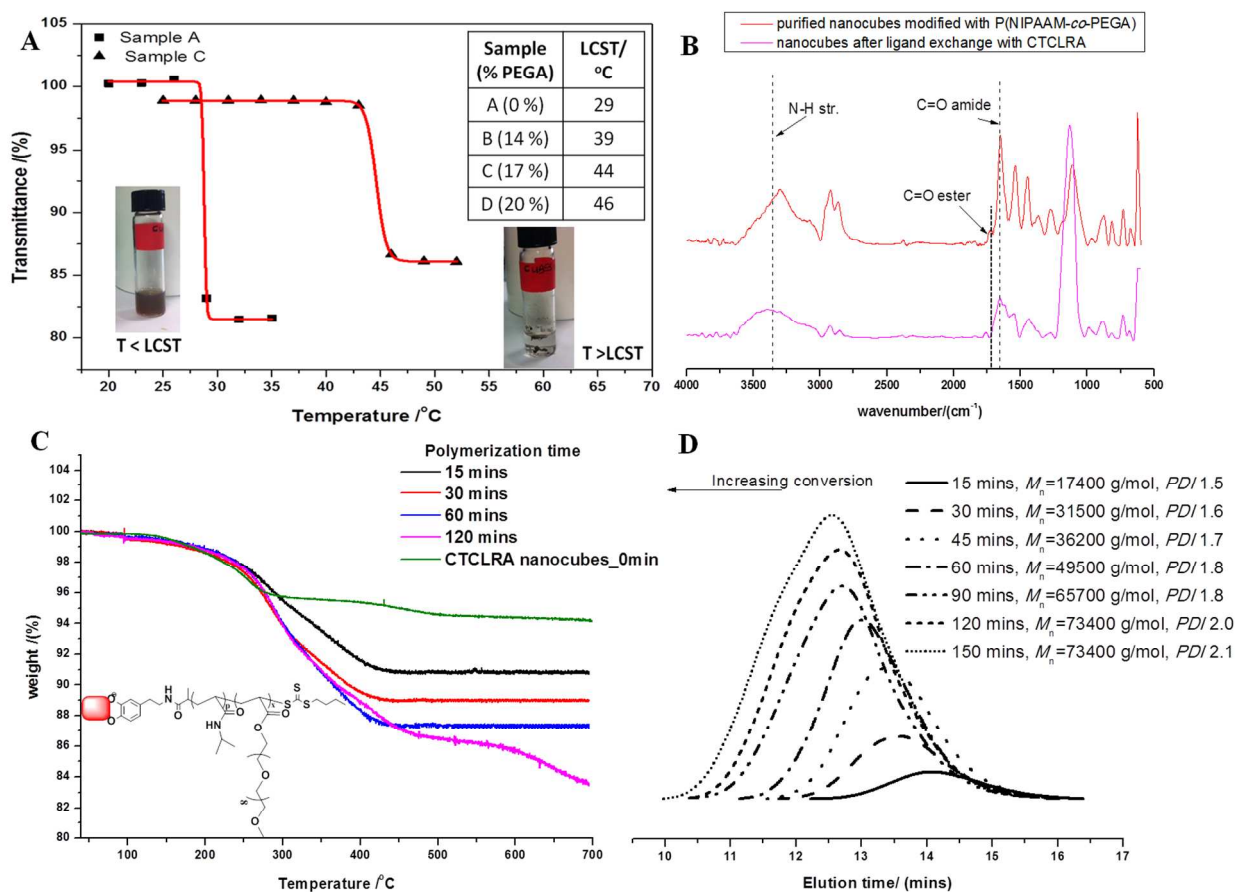 A
Sample A
Sample C
Sample (% PEGA) LCST/ °C
A (0 %) 29
B (14 %) 39
C (17 %) 44
D (20 %) 46
T < LCST
T >LCST
105
100
95
90
85
80
Transmittance /(%)
20 25 30 35 40 45 50 55 60 65 70
Temperature /°C
B
purified nanocubes modified with P(NIPAAM-co-PEGA)
nanocubes after ligand exchange with CTCLRA
N-H str.
C=O amide
C=O ester
4000 3500 3000 2500 2000 1500 1000 500
wavenumber/(cm⁻¹)
C
Polymerization time
15 mins
30 mins
60 mins
120 mins
CTCLRA nanocubes_0min
104
102
100
98
96
94
92
90
88
86
84
82
80
weight /(%)
100 200 300 400 500 600 700
Temperature /°C
D
Increasing conversion
15 mins, Mn=17400 g/mol, PDI 1.5
30 mins, Mn=31500 g/mol, PDI 1.6
45 mins, Mn=36200 g/mol, PDI 1.7
60 mins, Mn=49500 g/mol, PDI 1.8
90 mins, Mn=65700 g/mol, PDI 1.8
120 mins, Mn=73400 g/mol, PDI 2.0
150 mins, Mn=73400 g/mol, PDI 2.1
10 11 12 13 14 15 16 17
Elution time/ (mins)